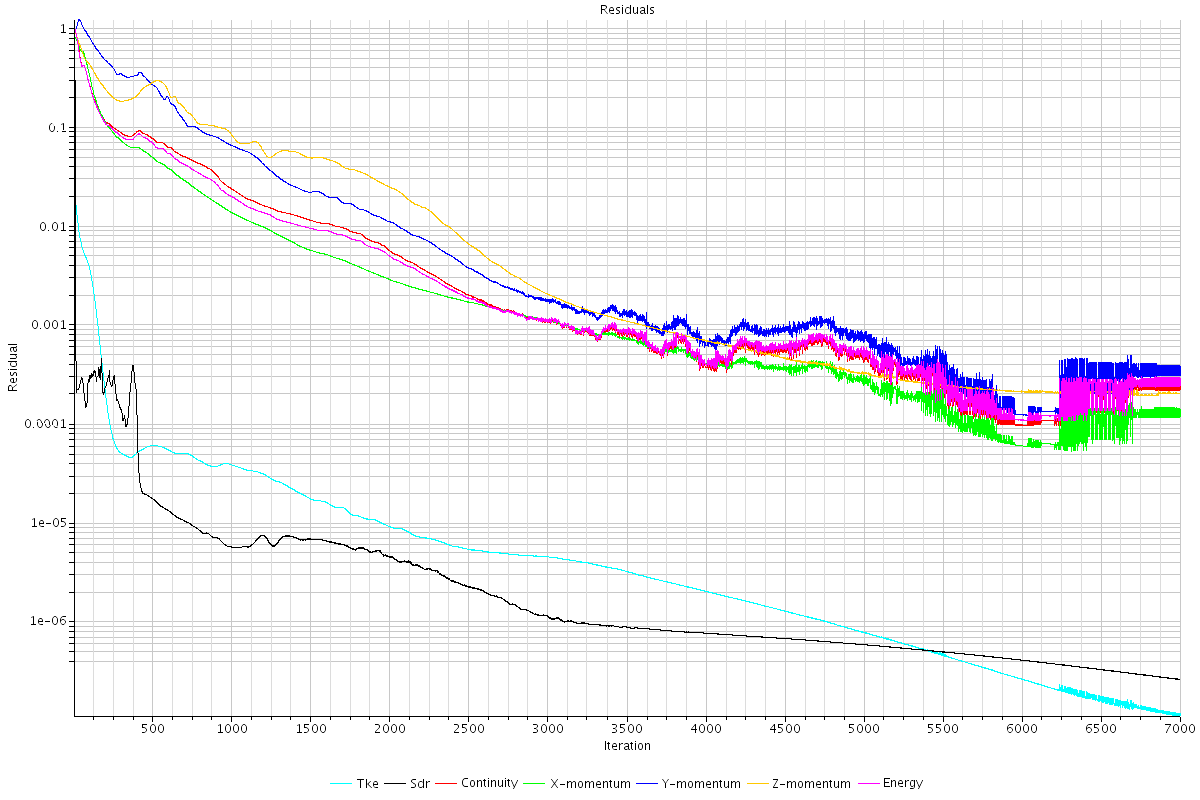 Residuals
1
0.1
0.01
0.001
0.0001
1e-05
1e-06
Residual
500 1000 1500 2000 2500 3000 3500 4000 4500 5000 5500 6000 6500 7000
Iteration
Tke Sdr Continuity X-momentum Y-momentum Z-momentum Energy